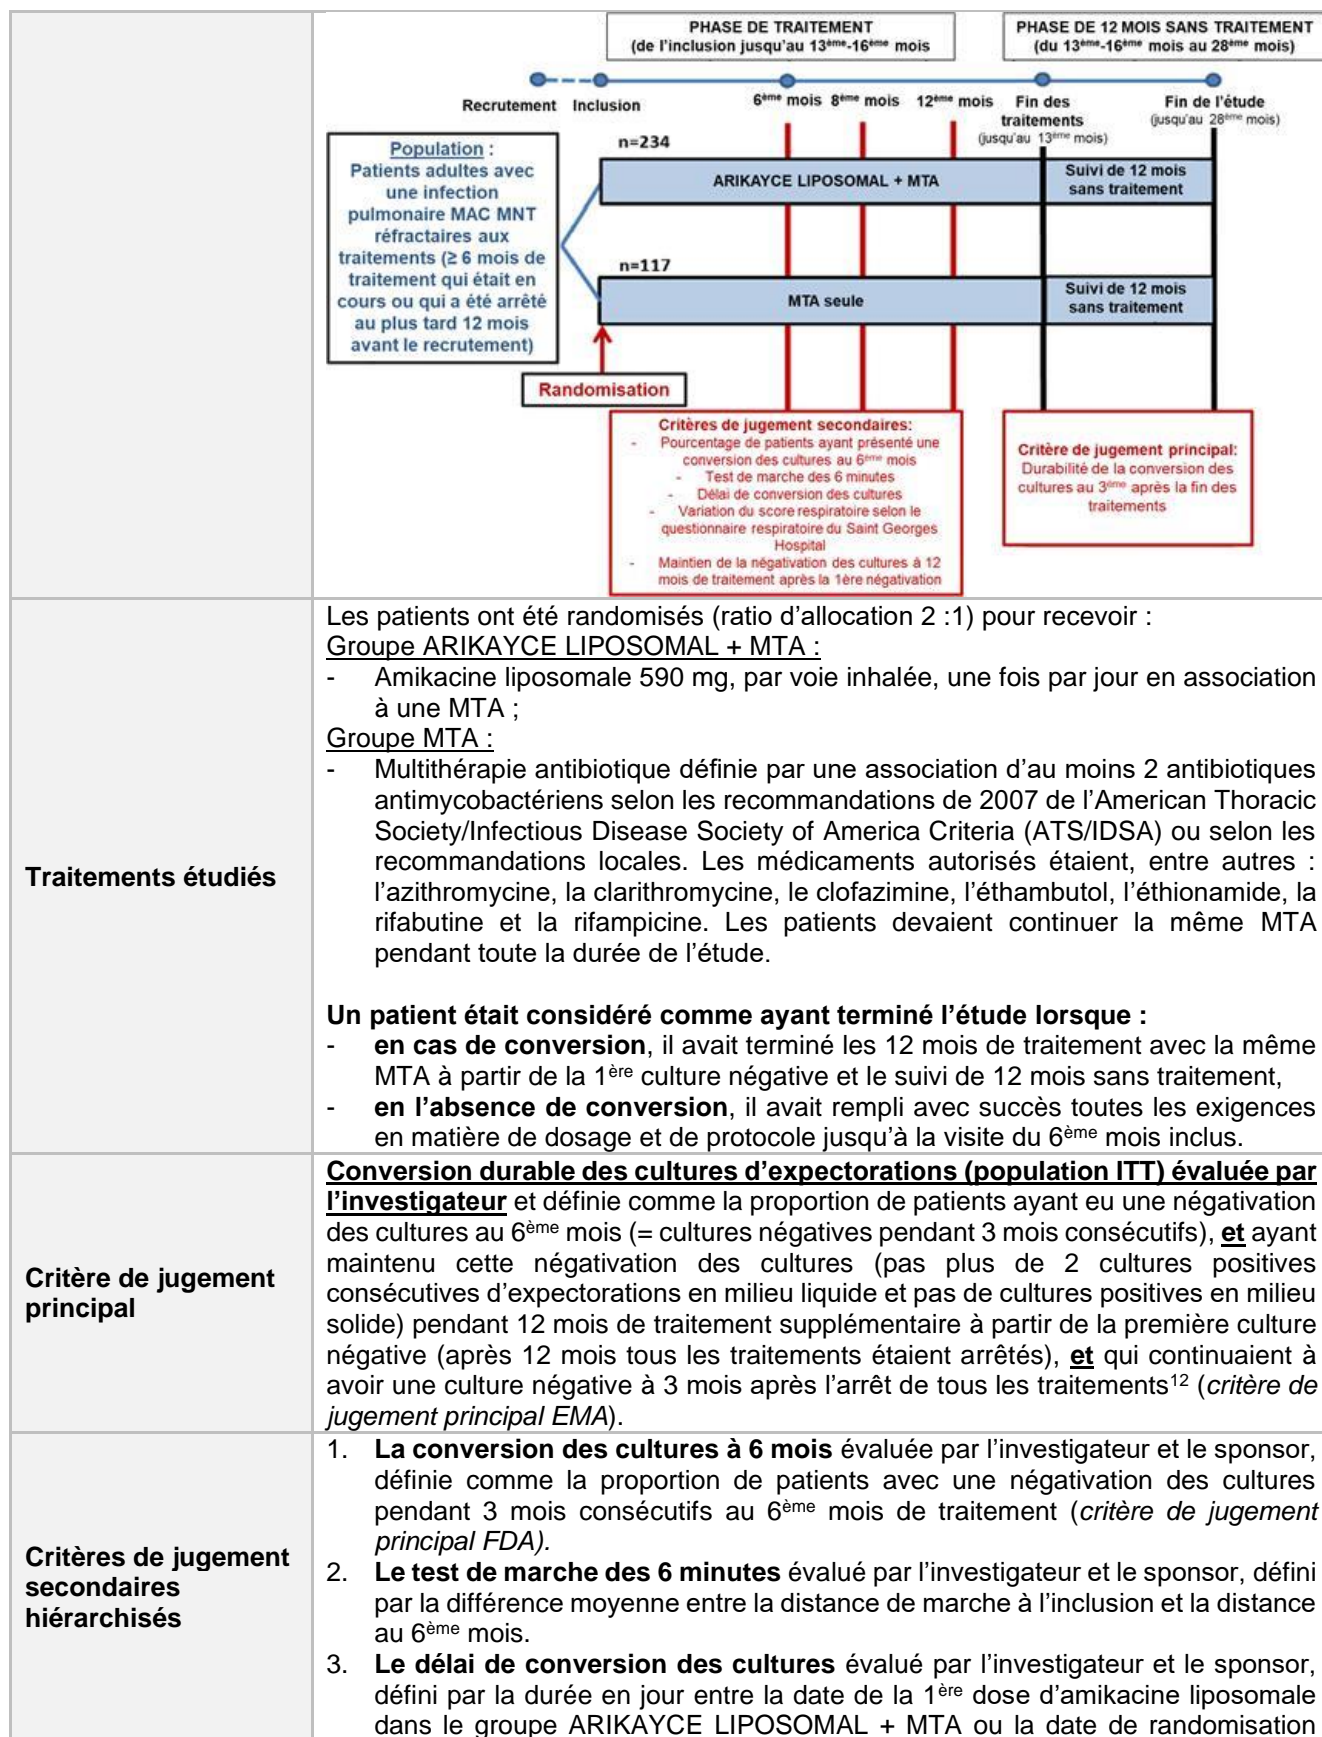 PHASE DE TRAITEMENT
(de l'inclusion jusqu'au 13ème-16ème mois
PHASE DE 12 MOIS SANS TRAITEMENT
(du 13ème-16ème mois au 28ème mois)
Recrutement Inclusion
6ème mois 8ème mois 12ème mois
Fin des
traitements
(jusqu'au 13ème mois)
Fin de l'étude
(jusqu'au 28ème mois)
Population :
Patients adultes avec
une infection
pulmonaire MAC MNT
réfractaires aux
traitements (≥ 6 mois de
traitement qui était en
cours ou qui a été arrêté
au plus tard 12 mois
avant le recrutement)
n=234
ARIKAYCE LIPOSOMAL + MTA
Suivi de 12 mois
sans traitement
n=117
MTA seule
Suivi de 12 mois
sans traitement
Randomisation
Critères de jugement secondaires:
- Pourcentage de patients ayant présenté une
conversion des cultures au 6ème mois
- Test de marche des 6 minutes
- Délai de conversion des cultures
- Variation du score respiratoire selon le
questionnaire respiratoire du Saint Georges
Hospital
- Maintien de la négativation des cultures à 12
mois de traitement après la 1ère négativation
Critère de jugement principal:
Durabilité de la conversion des
cultures au 3ème après la fin des
traitements
Traitements étudiés
Les patients ont été randomisés (ratio d'allocation 2 :1) pour recevoir :
Groupe ARIKAYCE LIPOSOMAL + MTA :
- Amikacine liposomale 590 mg, par voie inhalée, une fois par jour en association
à une MTA ;
Groupe MTA :
- Multithérapie antibiotique définie par une association d'au moins 2 antibiotiques
antimycobactériens selon les recommandations de 2007 de l'American Thoracic
Society/Infectious Disease Society of America Criteria (ATS/IDSA) ou selon les
recommandations locales. Les médicaments autorisés étaient, entre autres :
l'azithromycine, la clarithromycine, le clofazimine, l'éthambutol, l'éthionamide, la
rifabutine et la rifampicine. Les patients devaient continuer la même MTA
pendant toute la durée de l'étude.
Un patient était considéré comme ayant terminé l'étude lorsque :
- en cas de conversion, il avait terminé les 12 mois de traitement avec la même
MTA à partir de la 1ère culture négative et le suivi de 12 mois sans traitement,
- en l'absence de conversion, il avait rempli avec succès toutes les exigences
en matière de dosage et de protocole jusqu'à la visite du 6ème mois inclus.
Critère de jugement
principal
Conversion durable des cultures d'expectorations (population ITT) évaluée par
l'investigateur et définie comme la proportion de patients ayant eu une négativation
des cultures au 6ème mois (= cultures négatives pendant 3 mois consécutifs), et ayant
maintenu cette négativation des cultures (pas plus de 2 cultures positives
consécutives d'expectorations en milieu liquide et pas de cultures positives en milieu
solide) pendant 12 mois de traitement supplémentaire à partir de la première culture
négative (après 12 mois tous les traitements étaient arrêtés), et qui continuaient à
avoir une culture négative à 3 mois après l'arrêt de tous les traitements12 (critère de
jugement principal EMA).
Critères de jugement
secondaires
hiérarchisés
1. La conversion des cultures à 6 mois évaluée par l'investigateur et le sponsor,
définie comme la proportion de patients avec une négativation des cultures
pendant 3 mois consécutifs au 6ème mois de traitement (critère de jugement
principal FDA).
2. Le test de marche des 6 minutes évalué par l'investigateur et le sponsor, défini
par la différence moyenne entre la distance de marche à l'inclusion et la distance
au 6ème mois.
3. Le délai de conversion des cultures évalué par l'investigateur et le sponsor,
défini par la durée en jour entre la date de la 1ère dose d'amikacine liposomale
dans le groupe ARIKAYCE LIPOSOMAL + MTA ou la date de randomisation